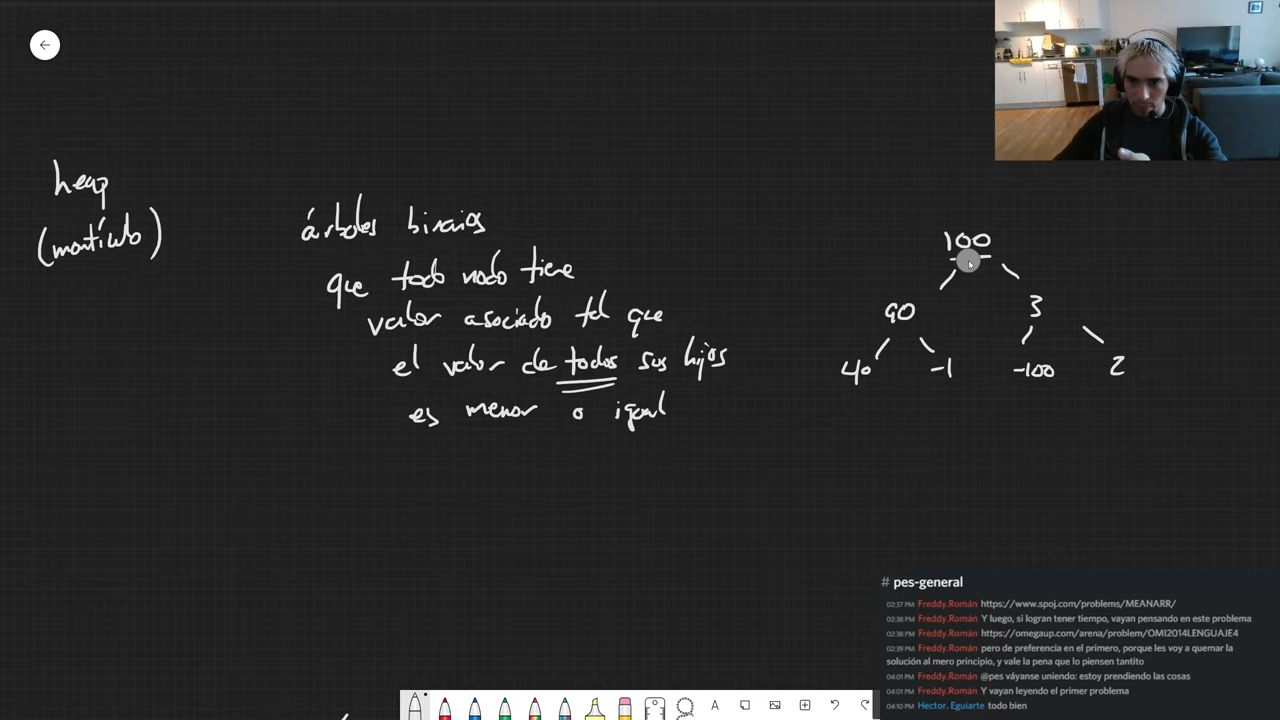 heap
(montículo)
árboles binarios
que todo nodo tiene
valor asociado tal que
el valor de todos sus hijos
es menor o igual
100
90 3
40 -1 -100 2
# pes-general
02:37 PM Freddy.Román https://www.spoj.com/problems/MEANARR/
02:38 PM Freddy.Román Y luego, si logran tener tiempo, vayan pensando en este problema
02:38 PM Freddy.Román https://omegaup.com/arena/problem/OMI2014LENGUAJE4
02:39 PM Freddy.Román pero de preferencia en el primero, porque les voy a quemar la
solución al mero principio, y vale la pena que lo piensen tantito
04:01 PM Freddy.Román @pes váyanse uniendo: estoy prendiendo las cosas
04:01 PM Freddy.Román Y vayan leyendo el primer problema
04:10 PM Hector. Eguiarte todo bien
A